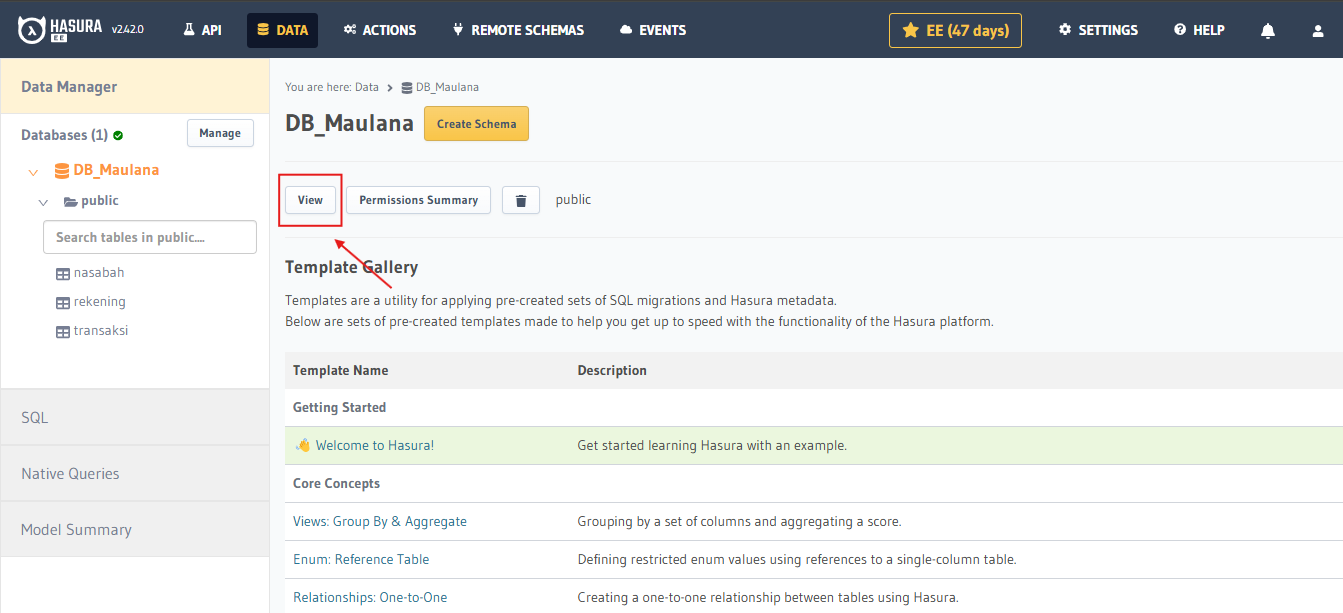 HASURA EE v2.42.0 API DATA ACTIONS REMOTE SCHEMAS EVENTS EE (47 days) SETTINGS HELP
Data Manager
Databases (1) Manage
DB_Maulana
public
Search tables in public....
nasabah
rekening
transaksi
SQL
Native Queries
Model Summary
You are here: Data DB_Maulana
DB_Maulana Create Schema
View Permissions Summary public
Template Gallery
Templates are a utility for applying pre-created sets of SQL migrations and Hasura metadata.
Below are sets of pre-created templates made to help you get up to speed with the functionality of the Hasura platform.
Template Name Description
Getting Started
👋 Welcome to Hasura! Get started learning Hasura with an example.
Core Concepts
Views: Group By & Aggregate Grouping by a set of columns and aggregating a score.
Enum: Reference Table Defining restricted enum values using references to a single-column table.
Relationships: One-to-One Creating a one-to-one relationship between tables using Hasura.